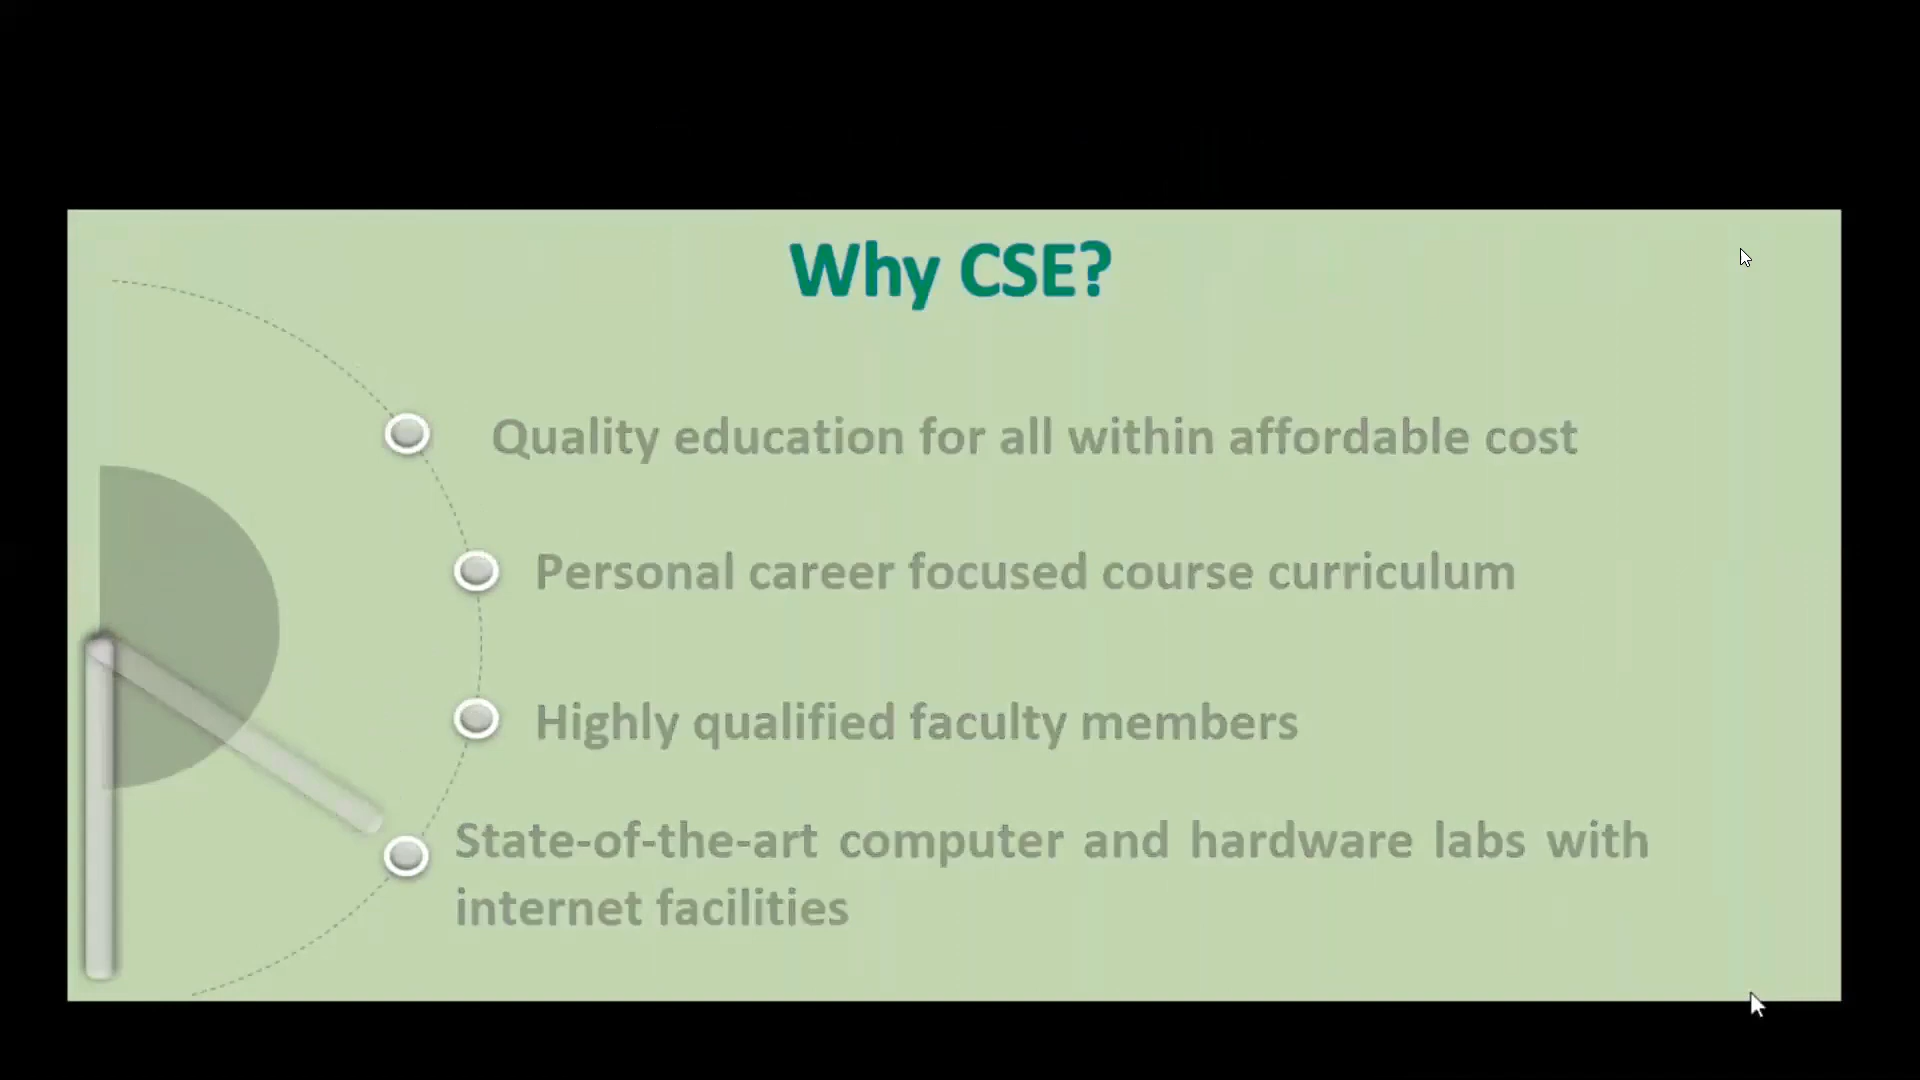 Why CSE?
Quality education for all within affordable cost
Personal career focused course curriculum
Highly qualified faculty members
State-of-the-art computer and hardware labs with
internet facilities